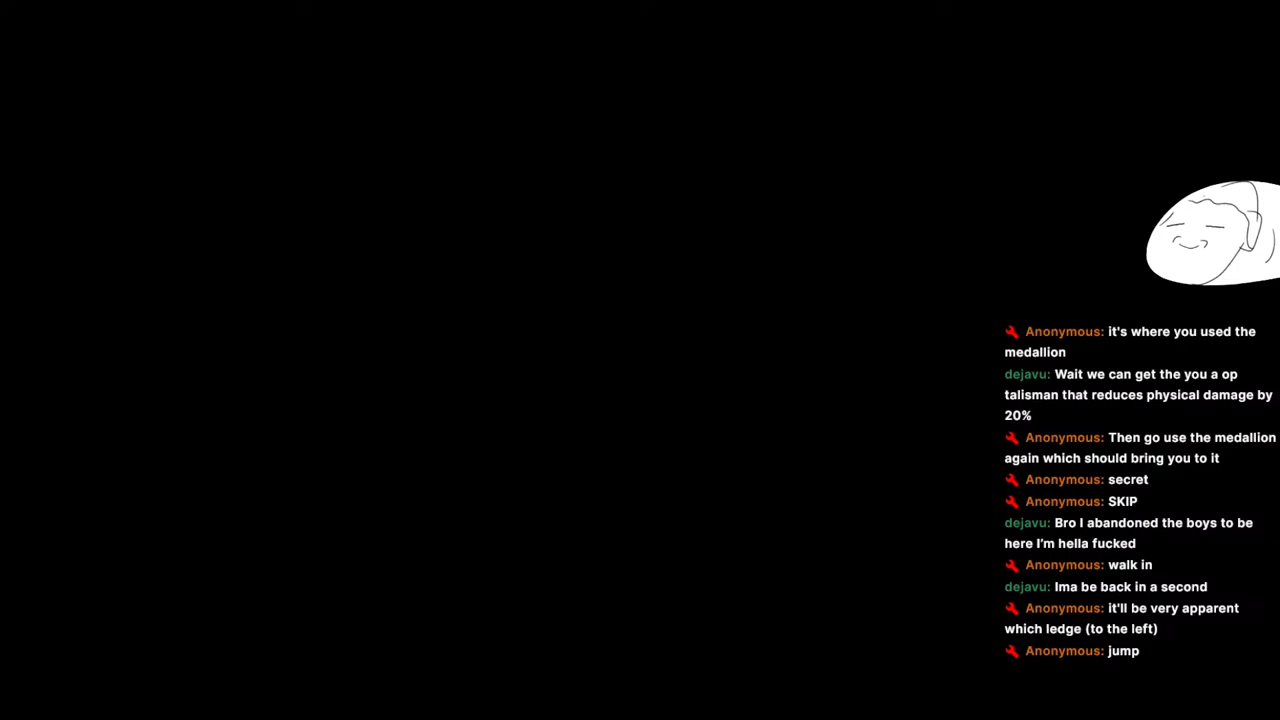 Anonymous: it's where you used the
medallion
dejavu: Wait we can get the you a op
talisman that reduces physical damage by
20%
Anonymous: Then go use the medallion
again which should bring you to it
Anonymous: secret
Anonymous: SKIP
dejavu: Bro I abandoned the boys to be
here I'm hella fucked
Anonymous: walk in
dejavu: Ima be back in a second
Anonymous: it'll be very apparent
which ledge (to the left)
Anonymous: jump